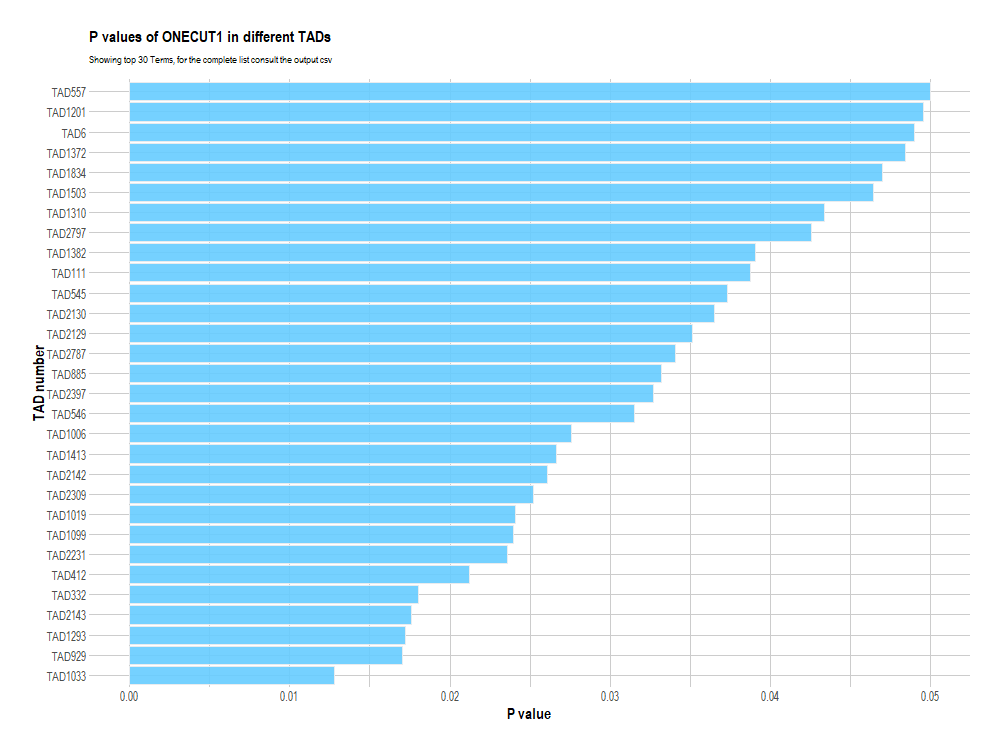 P values of ONECUT1 in different TADs
Showing top 30 Terms, for the complete list consult the output csv
TAD number
TAD557
TAD1201
TAD6
TAD1372
TAD1834
TAD1503
TAD1310
TAD2797
TAD1382
TAD111
TAD545
TAD2130
TAD2129
TAD2787
TAD885
TAD2397
TAD546
TAD1006
TAD1413
TAD2142
TAD2309
TAD1019
TAD1099
TAD2231
TAD412
TAD332
TAD2143
TAD1293
TAD929
TAD1033
0.00 0.01 0.02 0.03 0.04 0.05
P value